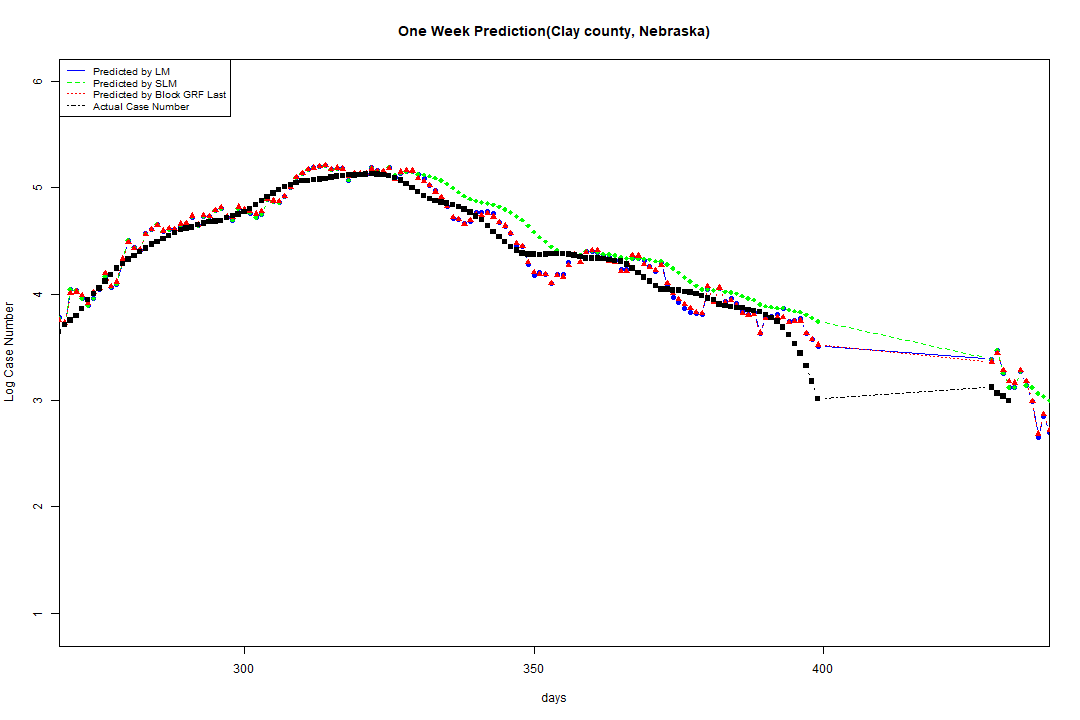 One Week Prediction(Clay county, Nebraska)
Predicted by LM
Predicted by SLM
Predicted by Block GRF Last
Actual Case Number
6
5
4
3
2
1
Log Case Number
300
350
400
days